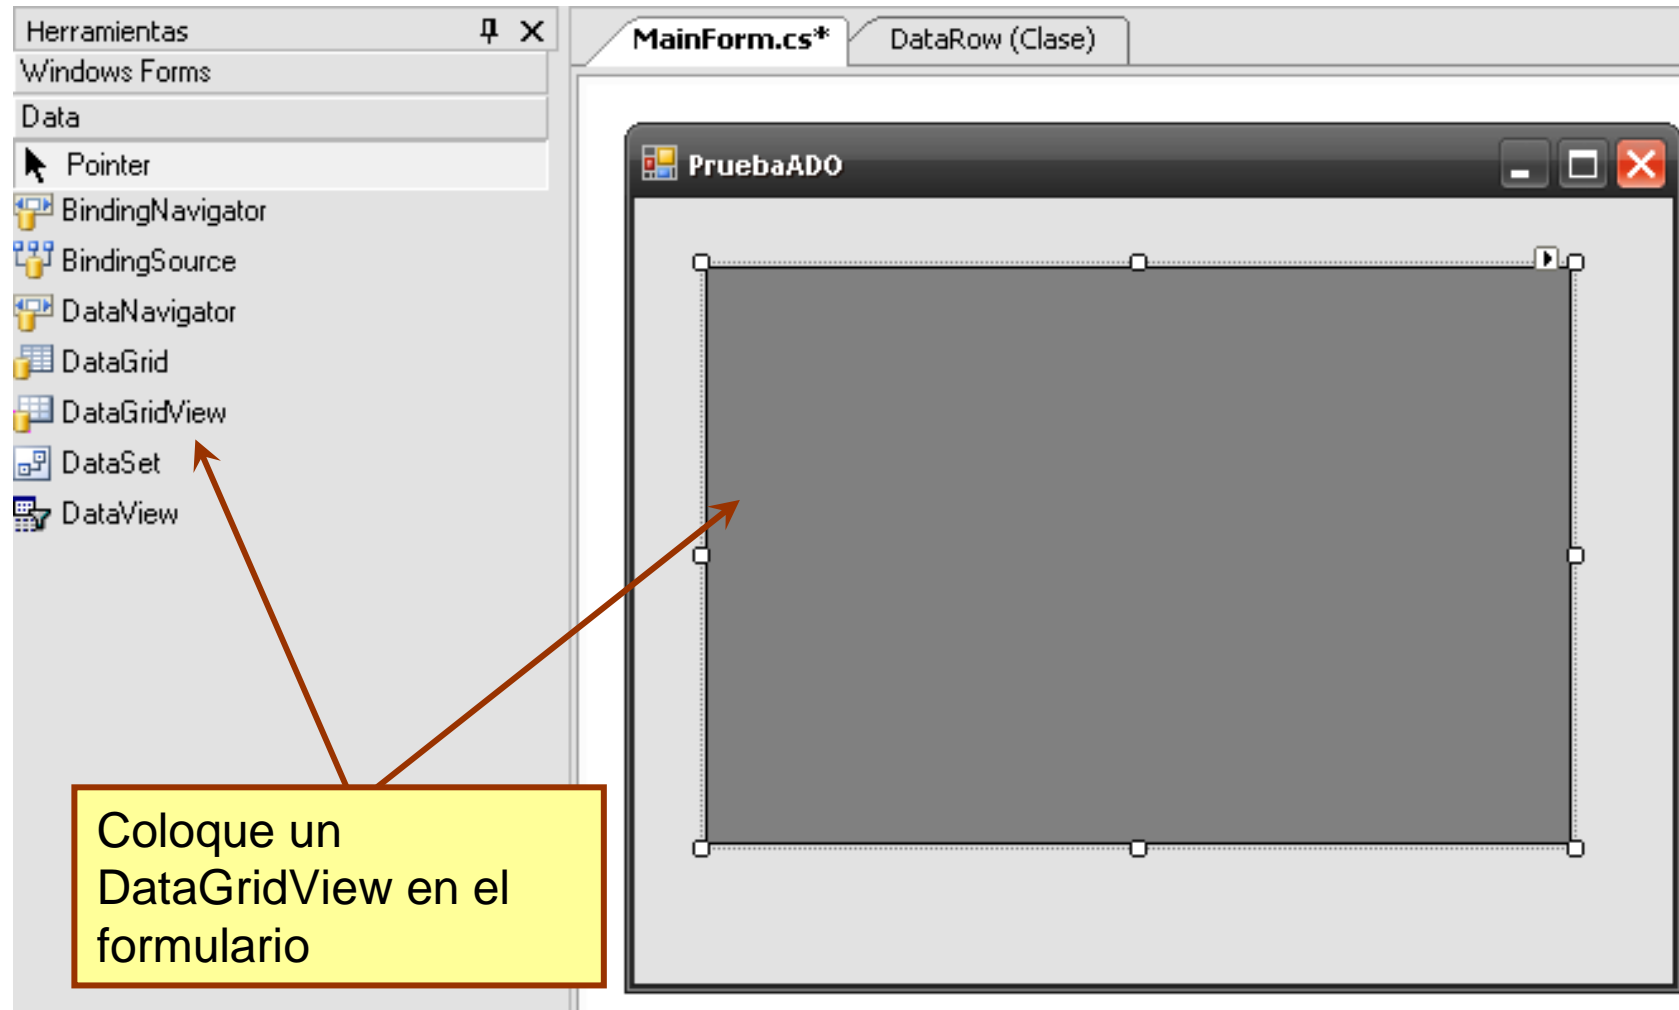 Herramientas
Windows Forms
Data
Pointer
BindingNavigator
BindingSource
DataNavigator
DataGrid
DataGridView
DataSet
DataView
MainForm.cs*
DataRow (Clase)
PruebaADO
Coloque un
DataGridView en el
formulario